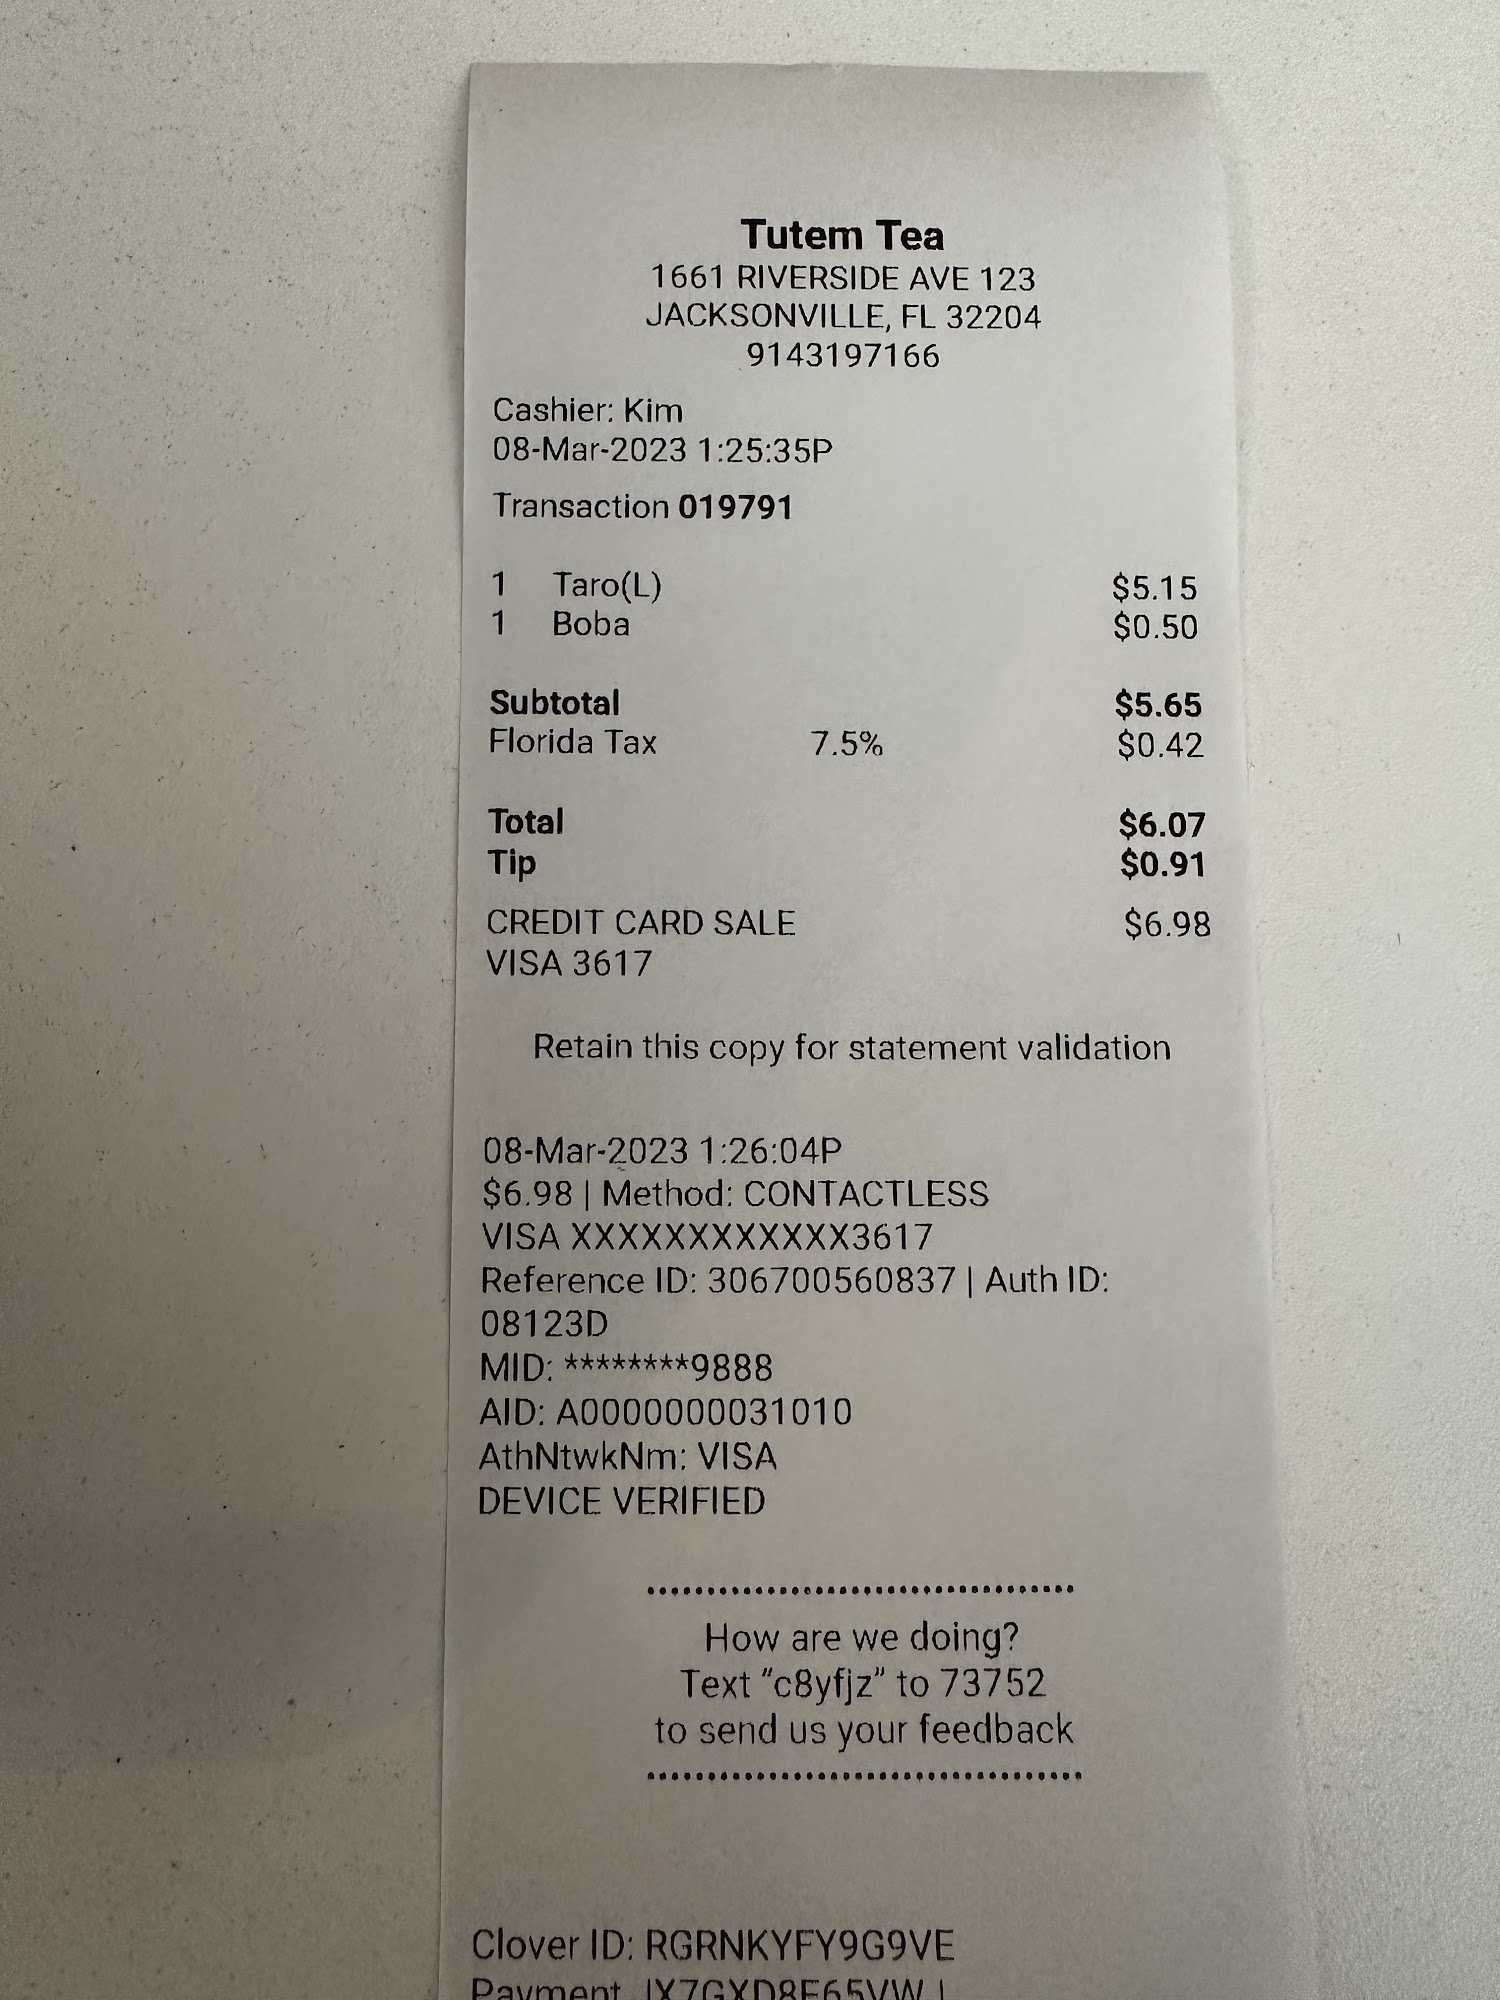 Tutem Tea
1661 RIVERSIDE AVE 123
JACKSONVILLE, FL 32204
9143197166
Cashier: Kim
08-Mar-2023 1:25:35P
Transaction 019791
1 Taro(L) $5.15
1 Boba $0.50
Subtotal $5.65
Florida Tax 7.5% $0.42
Total $6.07
Tip $0.91
CREDIT CARD SALE $6.98
VISA 3617
Retain this copy for statement validation
08-Mar-2023 1:26:04P
$6.98 | Method: CONTACTLESS
VISA XXXXXXXXXXXX3617
Reference ID: 306700560837 | Auth ID:
08123D
MID: ********9888
AID: A0000000031010
AthNtwkNm: VISA
DEVICE VERIFIED
How are we doing?
Text “c8yfjz” to 73752
to send us your feedback
Clover ID: RGRNKYFY9G9VE
Payment